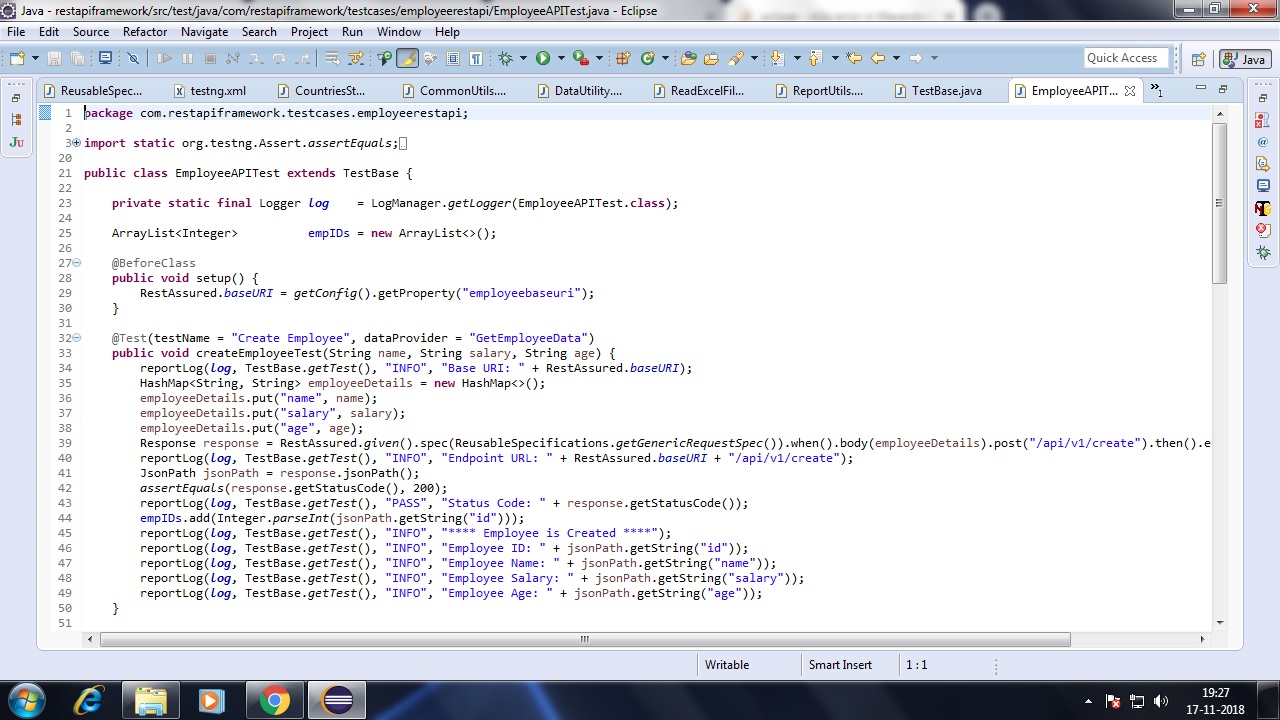 Java - restapiframework/src/test/java/com/restapiframework/testcases/employeerestapi/EmployeeAPITest.java - Eclipse
File Edit Source Refactor Navigate Search Project Run Window Help
Quick Access Java
ReusableSpec... testng.xml CountriesSt... CommonUtils.... DataUtility.... ReadExcelFil... ReportUtils.... TestBase.java EmployeeAPIT... »1
1 package com.restapiframework.testcases.employeerestapi;
2
3 import static org.testng.Assert.assertEquals;
20
21 public class EmployeeAPITest extends TestBase {
22
23 private static final Logger log = LogManager.getLogger(EmployeeAPITest.class);
24
25 ArrayList<Integer> empIDs = new ArrayList<>();
26
27 @BeforeClass
28 public void setup() {
29 RestAssured.baseURI = getConfig().getProperty("employeebaseuri");
30 }
31
32 @Test(testName = "Create Employee", dataProvider = "GetEmployeeData")
33 public void createEmployeeTest(String name, String salary, String age) {
34 reportLog(log, TestBase.getTest(), "INFO", "Base URI: " + RestAssured.baseURI);
35 HashMap<String, String> employeeDetails = new HashMap<>();
36 employeeDetails.put("name", name);
37 employeeDetails.put("salary", salary);
38 employeeDetails.put("age", age);
39 Response response = RestAssured.given().spec(ReusableSpecifications.getGenericRequestSpec()).when().body(employeeDetails).post("/api/v1/create").then().e
40 reportLog(log, TestBase.getTest(), "INFO", "Endpoint URL: " + RestAssured.baseURI + "/api/v1/create");
41 JsonPath jsonPath = response.jsonPath();
42 assertEquals(response.getStatusCode(), 200);
43 reportLog(log, TestBase.getTest(), "PASS", "Status Code: " + response.getStatusCode());
44 empIDs.add(Integer.parseInt(jsonPath.getString("id")));
45 reportLog(log, TestBase.getTest(), "INFO", "**** Employee is Created ****");
46 reportLog(log, TestBase.getTest(), "INFO", "Employee ID: " + jsonPath.getString("id"));
47 reportLog(log, TestBase.getTest(), "INFO", "Employee Name: " + jsonPath.getString("name"));
48 reportLog(log, TestBase.getTest(), "INFO", "Employee Salary: " + jsonPath.getString("salary"));
49 reportLog(log, TestBase.getTest(), "INFO", "Employee Age: " + jsonPath.getString("age"));
50 }
51
Writable Smart Insert 1 : 1
19:27
17-11-2018